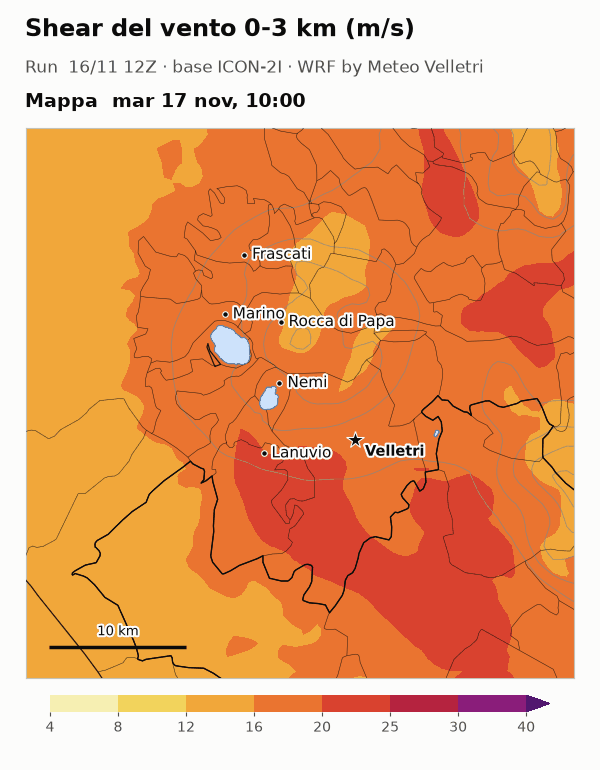 Shear del vento 0-3 km (m/s)
Run  16/11 12Z · base ICON-2I · WRF by Meteo Velletri
Mappa  mar 17 nov, 10:00
Frascati
Marino
Rocca di Papa
Nemi
Velletri
Lanuvio
10 km
4 8 12 16 20 25 30 40